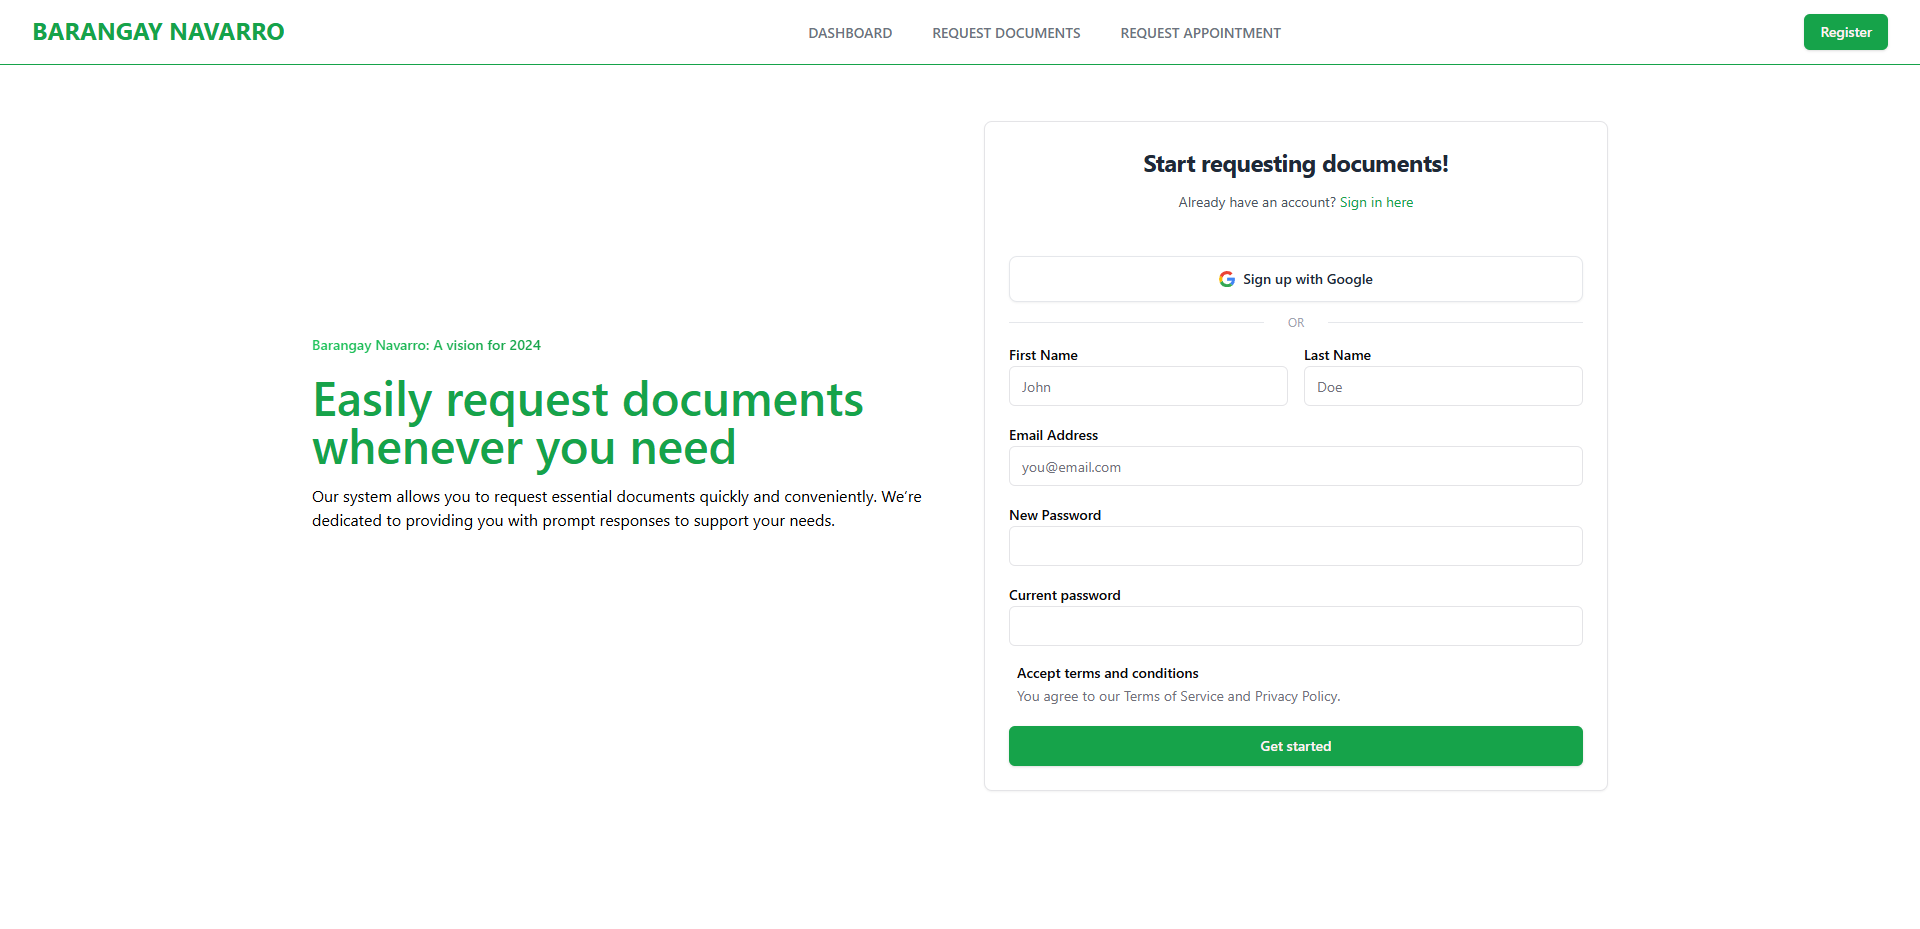 BARANGAY NAVARRO
DASHBOARD
REQUEST DOCUMENTS
REQUEST APPOINTMENT
Register
Barangay Navarro: A vision for 2024
Easily request documents
whenever you need
Our system allows you to request essential documents quickly and conveniently. We're
dedicated to providing you with prompt responses to support your needs.
Start requesting documents!
Already have an account? Sign in here
Sign up with Google
OR
First Name
Last Name
John
Doe
Email Address
you@email.com
New Password
Current password
Accept terms and conditions
You agree to our Terms of Service and Privacy Policy.
Get started